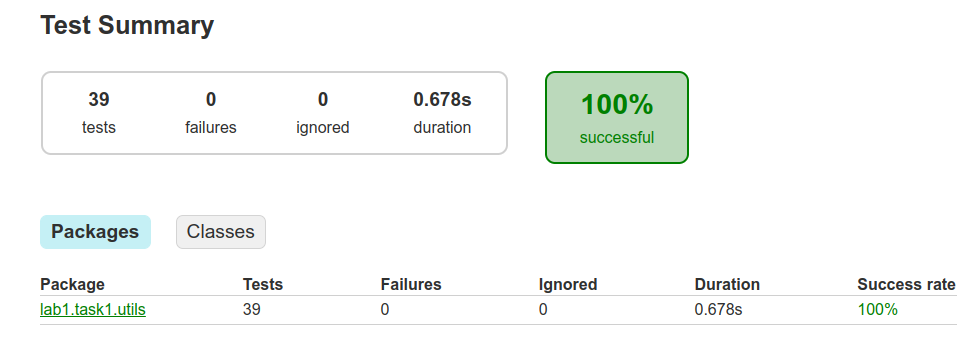 Test Summary
39 0 0 0.678s
tests failures ignored duration
100%
successful
Packages Classes
Package Tests Failures Ignored Duration Success rate
lab1.task1.utils 39 0 0 0.678s 100%